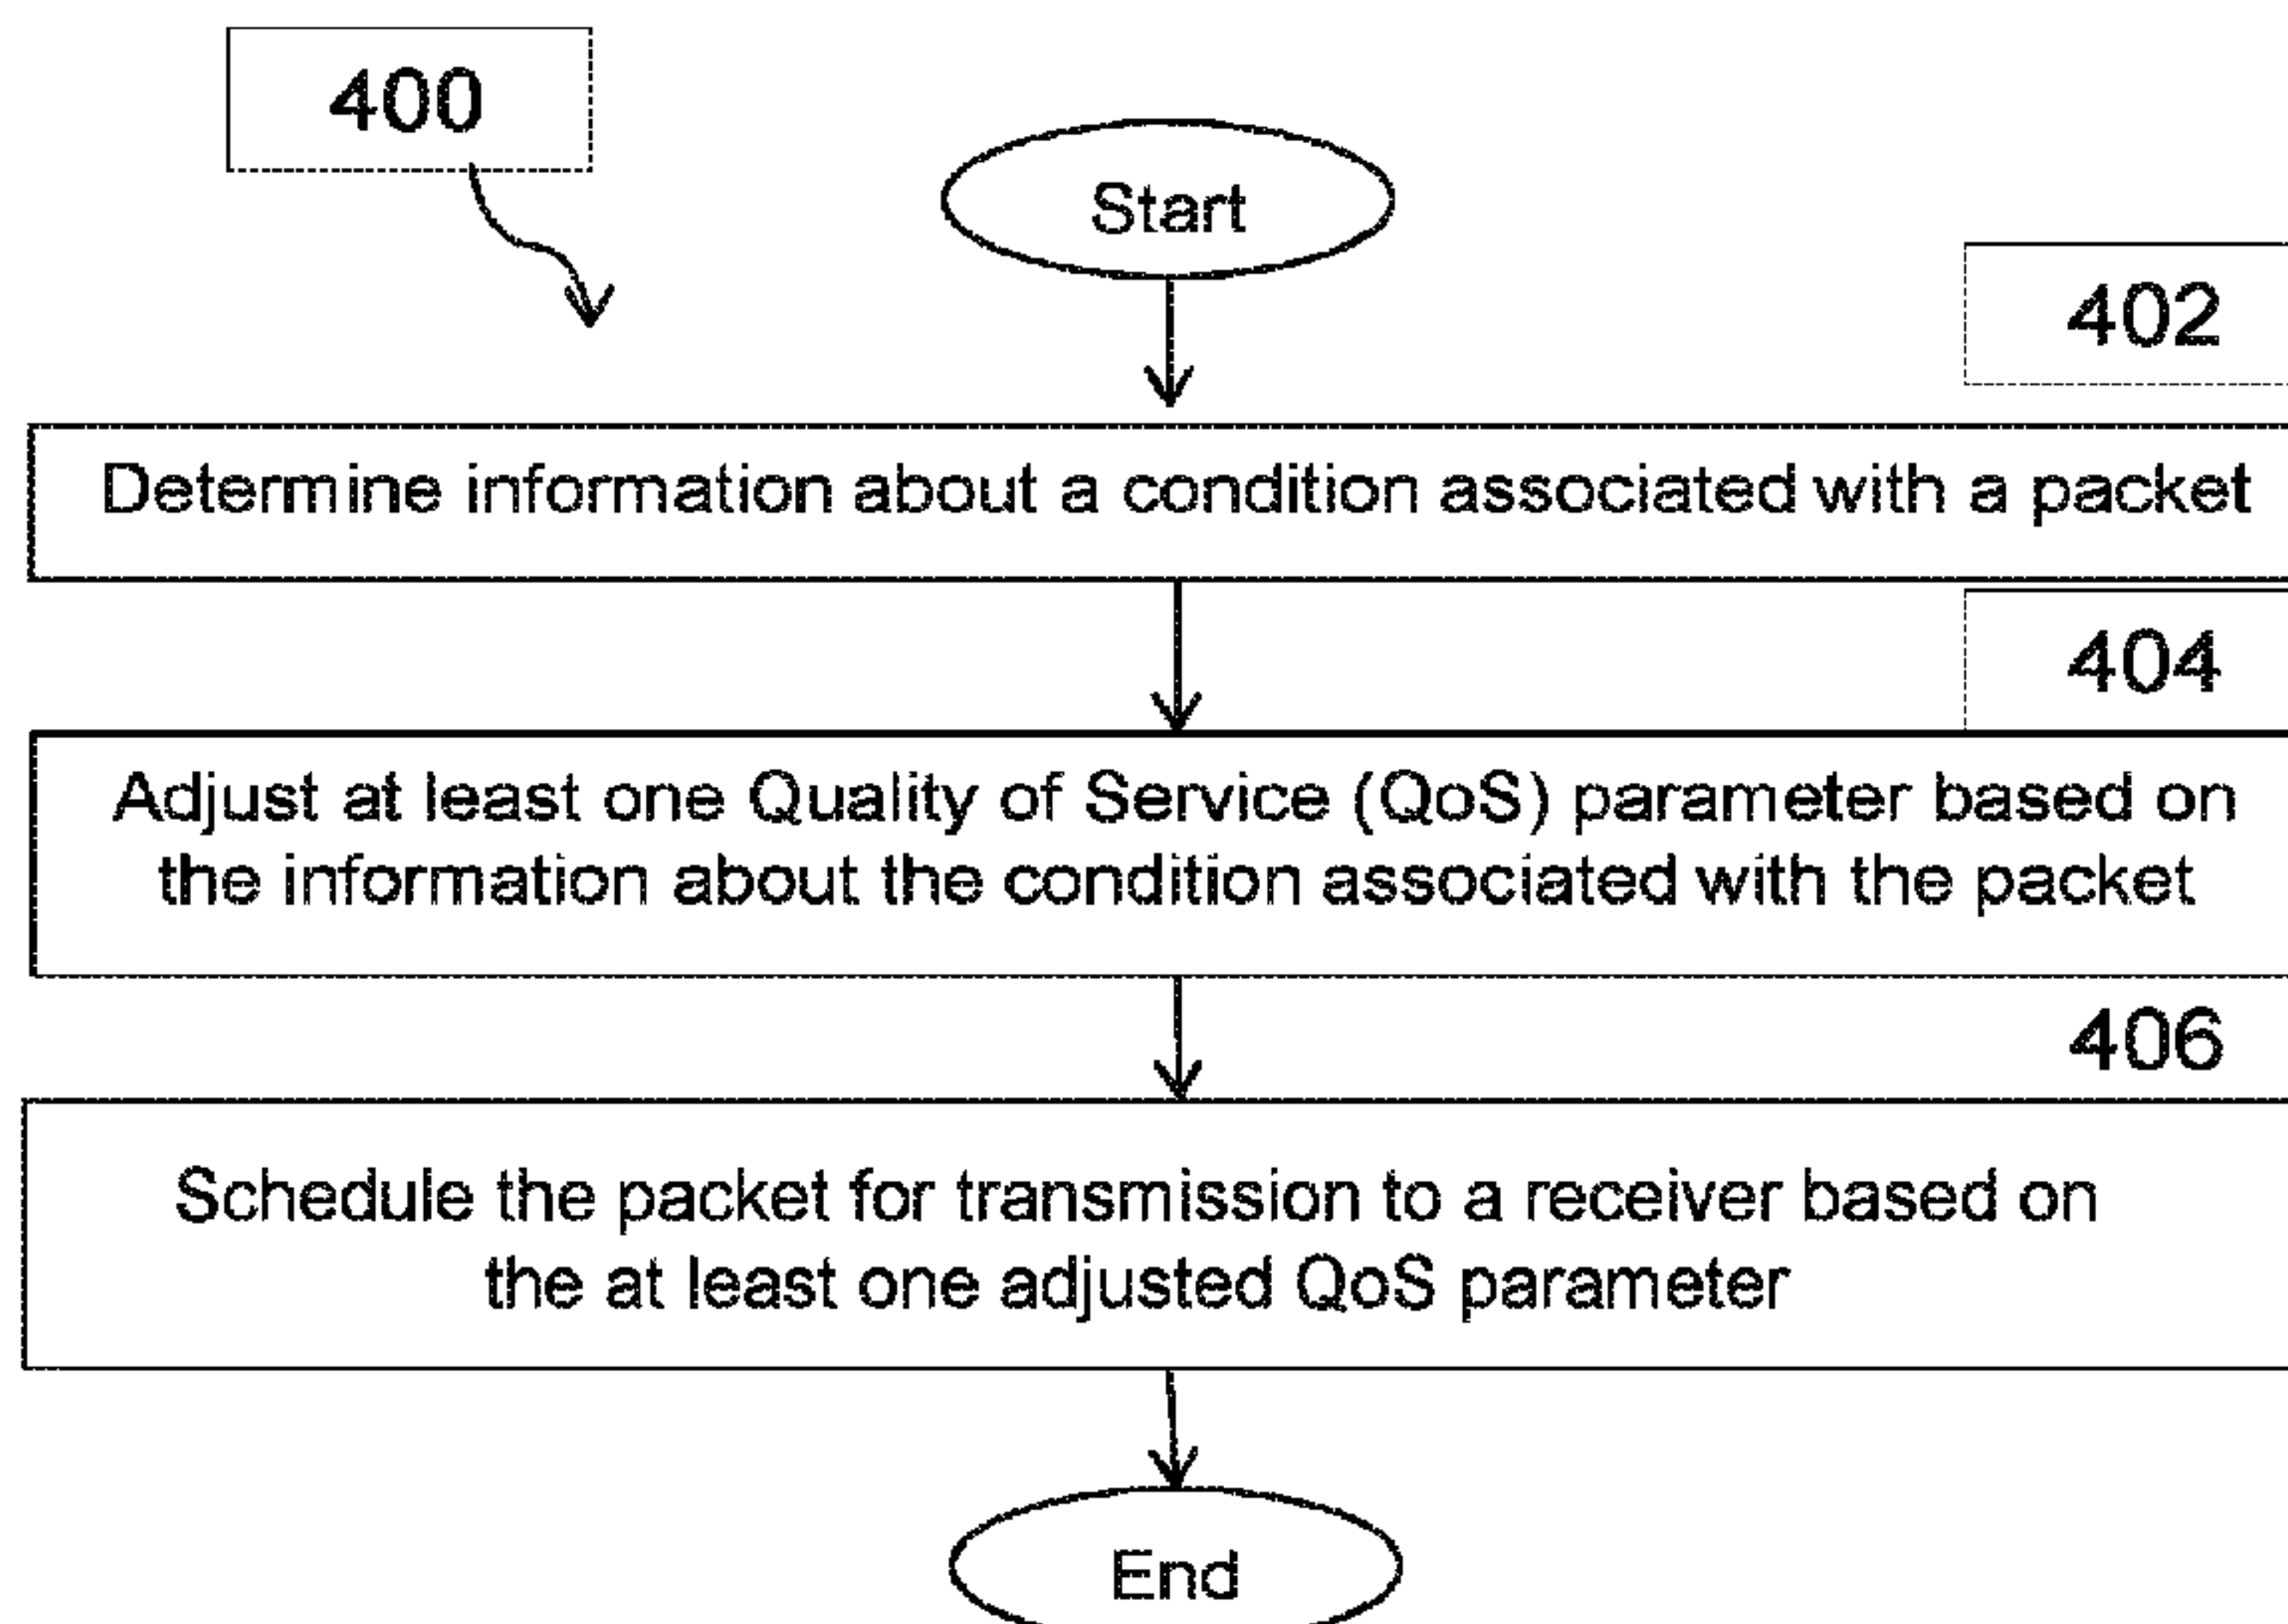 400
Start
402
Determine information about a condition associated with a packet
404
Adjust at least one Quality of Service (QoS) parameter based on
the information about the condition associated with the packet
406
Schedule the packet for transmission to a receiver based on
the at least one adjusted QoS parameter
End